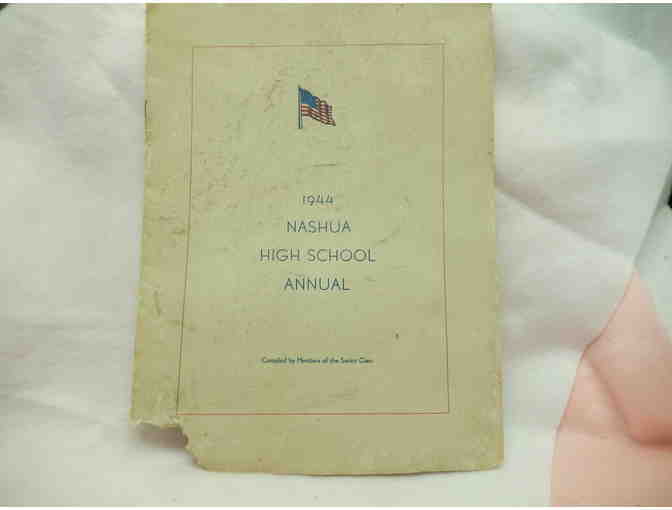 1944
NASHUA
HIGH SCHOOL
ANNUAL
Compiled by Members of the Senior Class